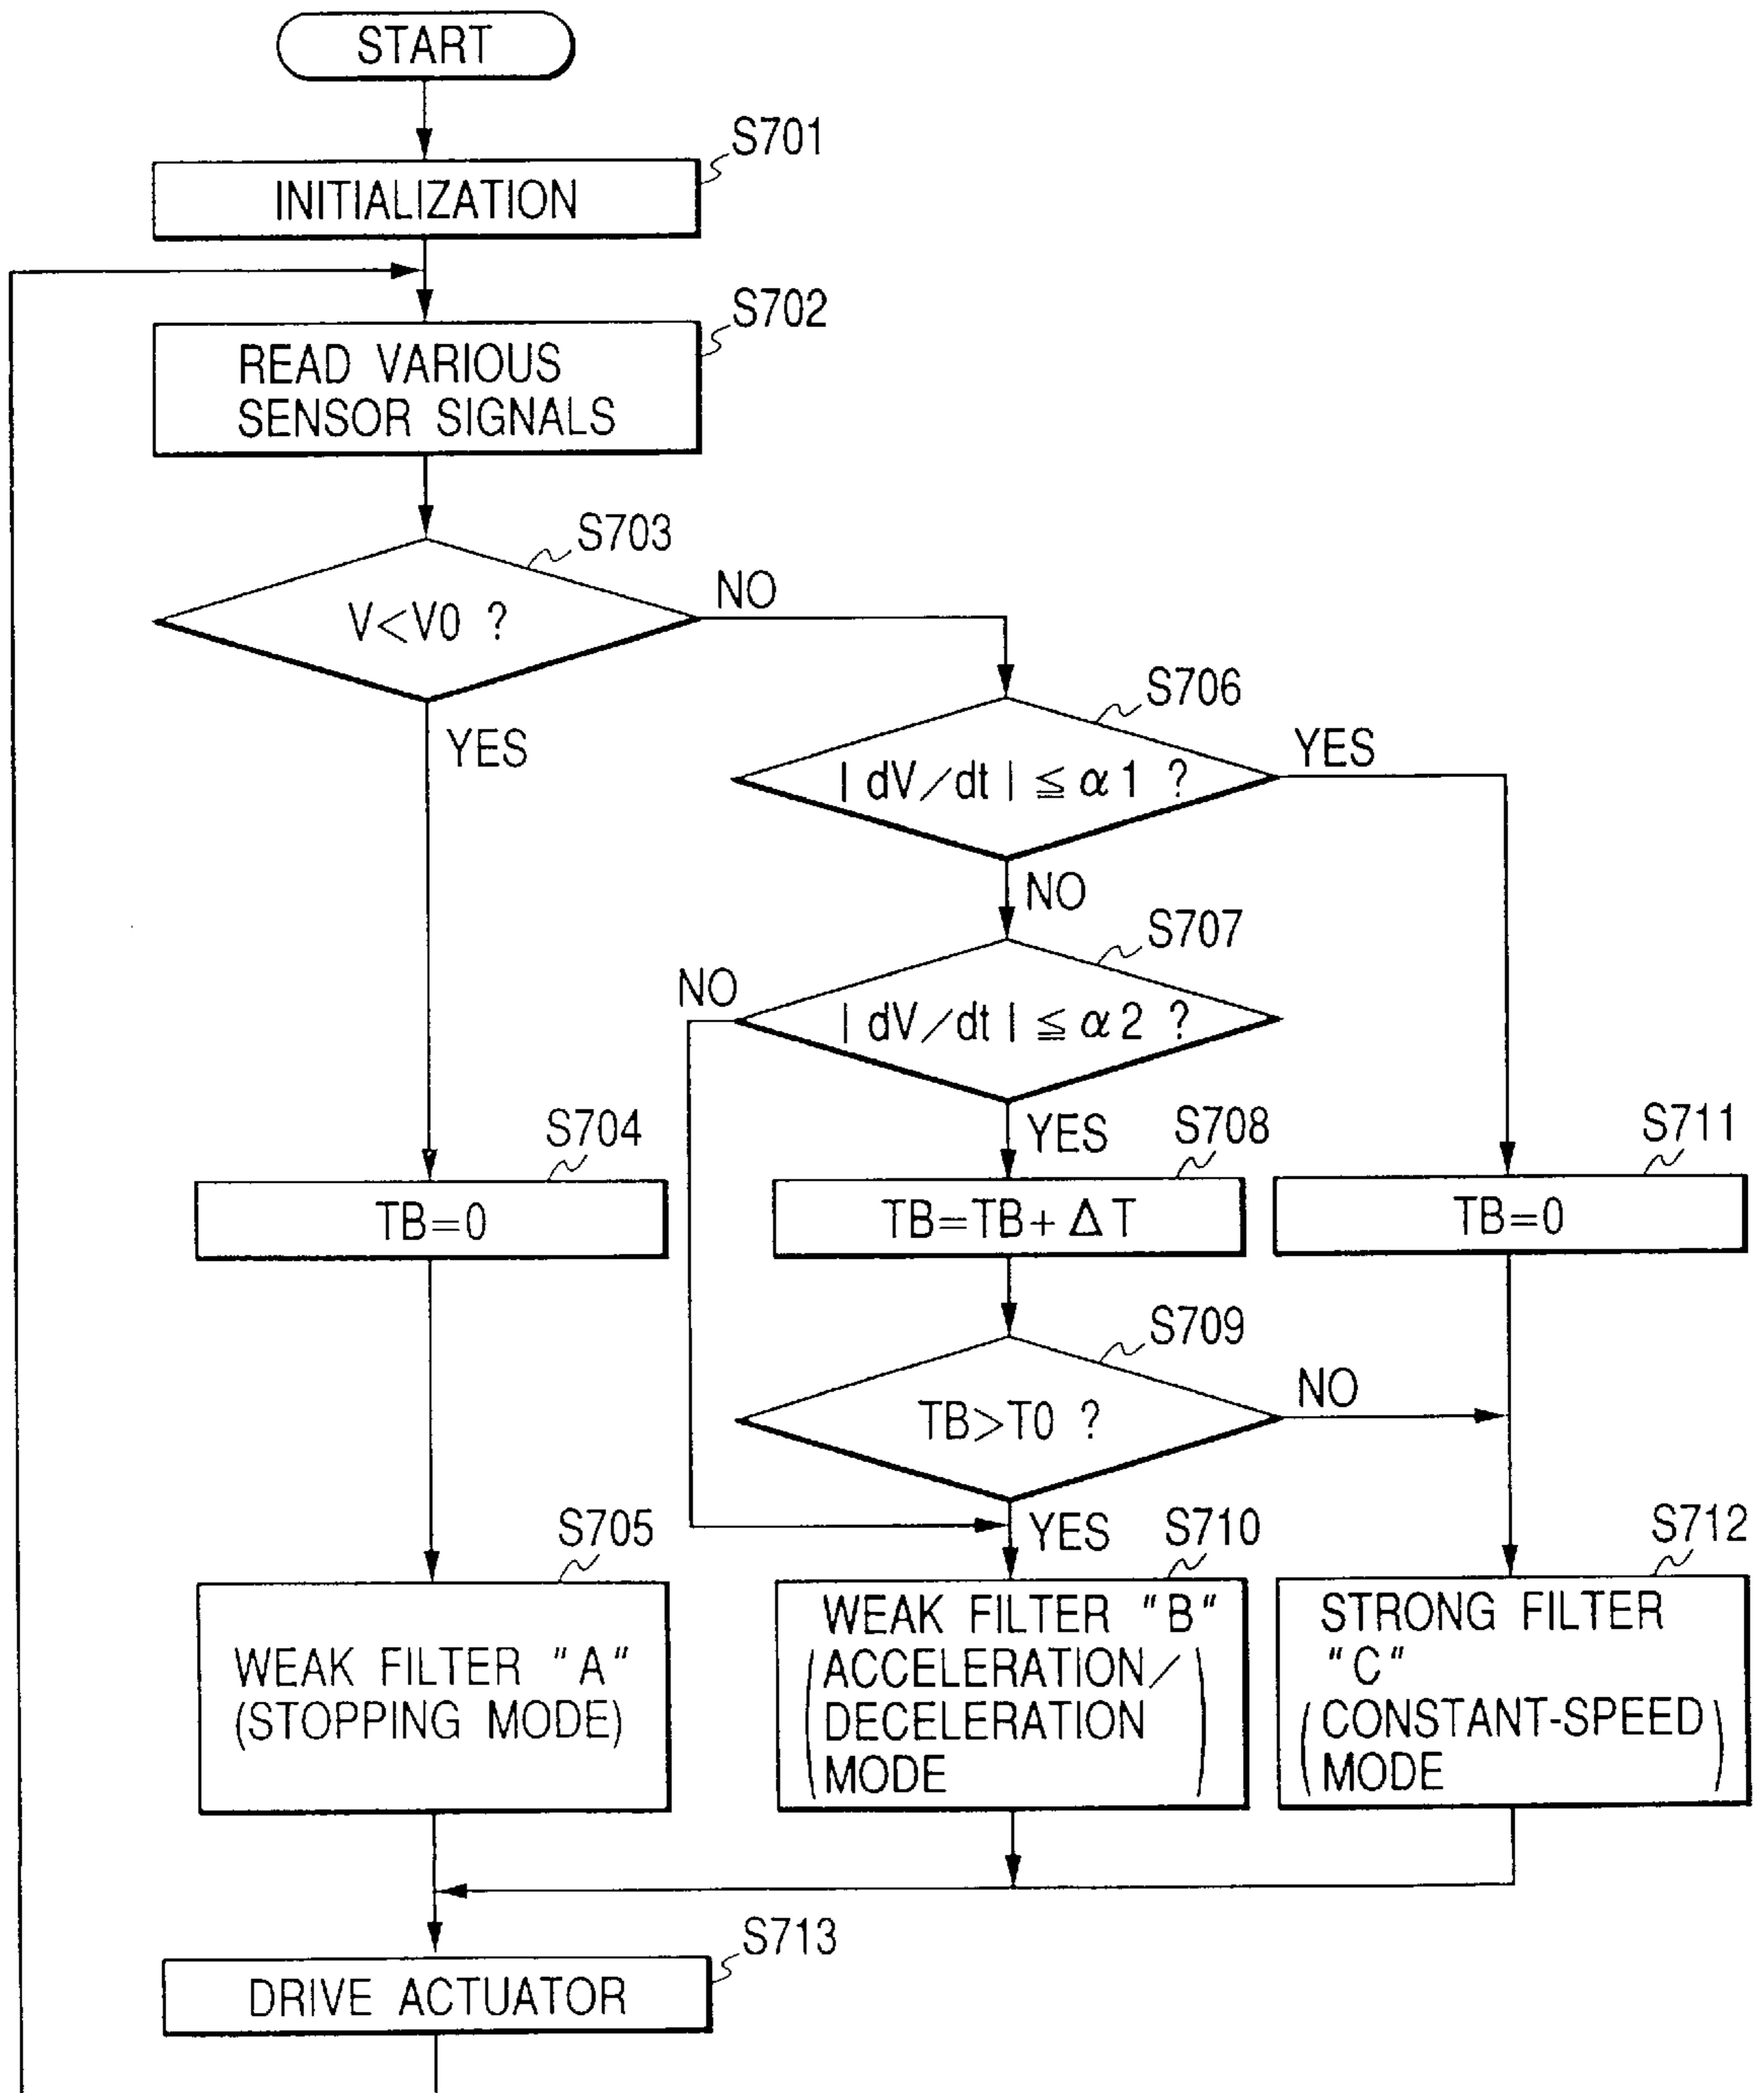 START
S701
INITIALIZATION
S702
READ VARIOUS
SENSOR SIGNALS
S703
V<V0 ?
NO
YES
S706
| dV/dt | ≦ α1 ?
YES
NO
S707
| dV/dt | ≦ α2 ?
NO
YES
S704
TB=0
S708
TB=TB+ΔT
S711
TB=0
S709
TB>T0 ?
NO
YES
S705
WEAK FILTER "A"
(STOPPING MODE)
S710
WEAK FILTER "B"
(ACCELERATION/
DECELERATION
MODE)
S712
STRONG FILTER
"C"
(CONSTANT-SPEED
MODE)
S713
DRIVE ACTUATOR